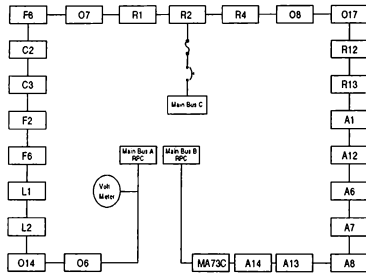 F6 O7 R1 R2 R4 O8 O17
C2 R12
C3 R13
Main Bus C
F2 A1
Main Bus A
RPC
Main Bus B
RPC
F6 A12
L1 A6
Volt
Meter
L2 A7
O14 O6 MA73C A14 A13 A8